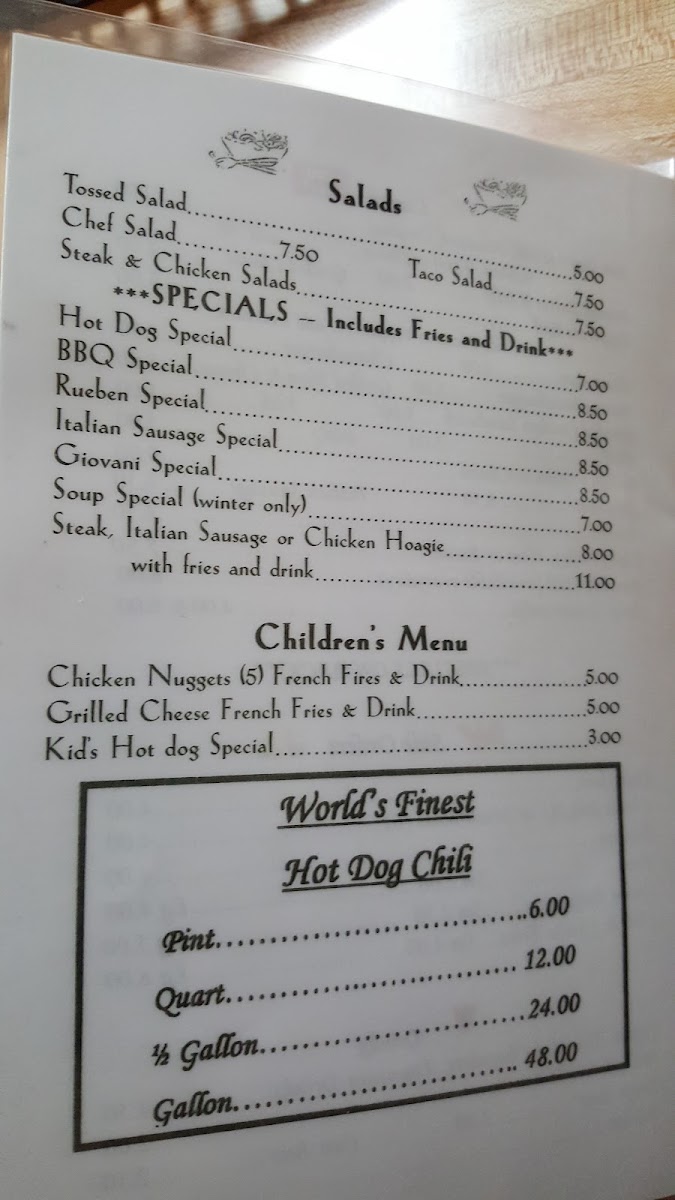 Salads
Tossed Salad..........5.00
Chef Salad..........7.50 Taco Salad..........7.50
Steak & Chicken Salads..........7.50
***SPECIALS — Includes Fries and Drink***
Hot Dog Special..........7.00
BBQ Special..........8.50
Rueben Special..........8.50
Italian Sausage Special..........8.50
Giovani Special..........8.50
Soup Special (winter only)..........7.00
Steak, Italian Sausage or Chicken Hoagie..........8.00
with fries and drink..........11.00
Children's Menu
Chicken Nuggets (5) French Fires & Drink..........5.00
Grilled Cheese French Fries & Drink..........5.00
Kid's Hot dog Special..........3.00
World's Finest
Hot Dog Chili
Pint..........6.00
Quart..........12.00
½ Gallon..........24.00
Gallon..........48.00